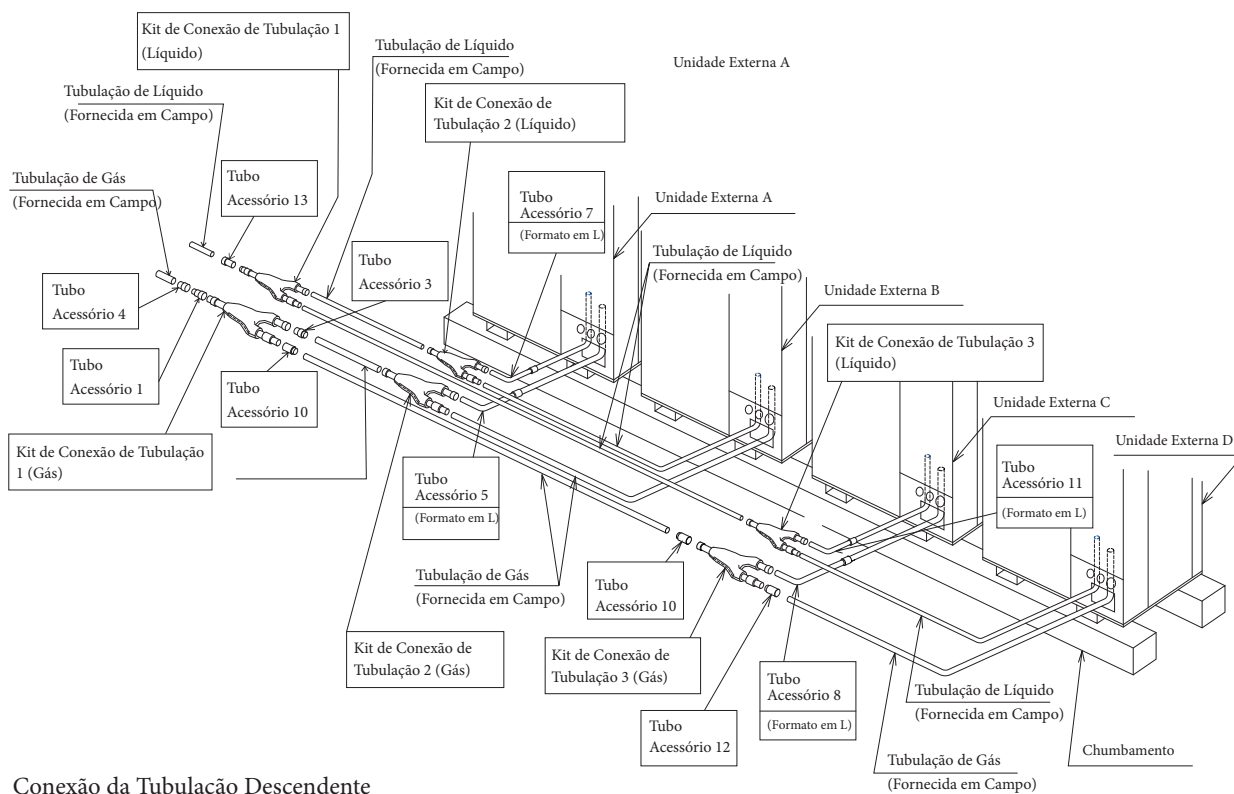 Kit de Conexão de Tubulação 1
(Líquido)
Tubulação de Líquido
(Fornecida em Campo)
Unidade Externa A
Tubulação de Líquido
(Fornecida em Campo)
Kit de Conexão de
Tubulação 2 (Líquido)
Tubulação de Gás
(Fornecida em Campo)
Tubo
Acessório 13
Tubo
Acessório 7
(Formato em L)
Unidade Externa A
Tubo
Acessório 3
Tubulação de Líquido
(Fornecida em Campo)
Tubo
Acessório 4
Unidade Externa B
Kit de Conexão de Tubulação 3
(Líquido)
Tubo
Acessório 1
Tubo
Acessório 10
Unidade Externa C
Kit de Conexão de Tubulação
1 (Gás)
Unidade Externa D
Tubo
Acessório 5
(Formato em L)
Tubo
Acessório 11
(Formato em L)
Tubulação de Gás
(Fornecida em Campo)
Tubo
Acessório 10
Kit de Conexão de
Tubulação 2 (Gás)
Kit de Conexão de
Tubulação 3 (Gás)
Tubo
Acessório 8
(Formato em L)
Tubulação de Líquido
(Fornecida em Campo)
Tubo
Acessório 12
Tubulação de Gás
(Fornecida em Campo)
Chumbamento
Conexão da Tubulação Descendente